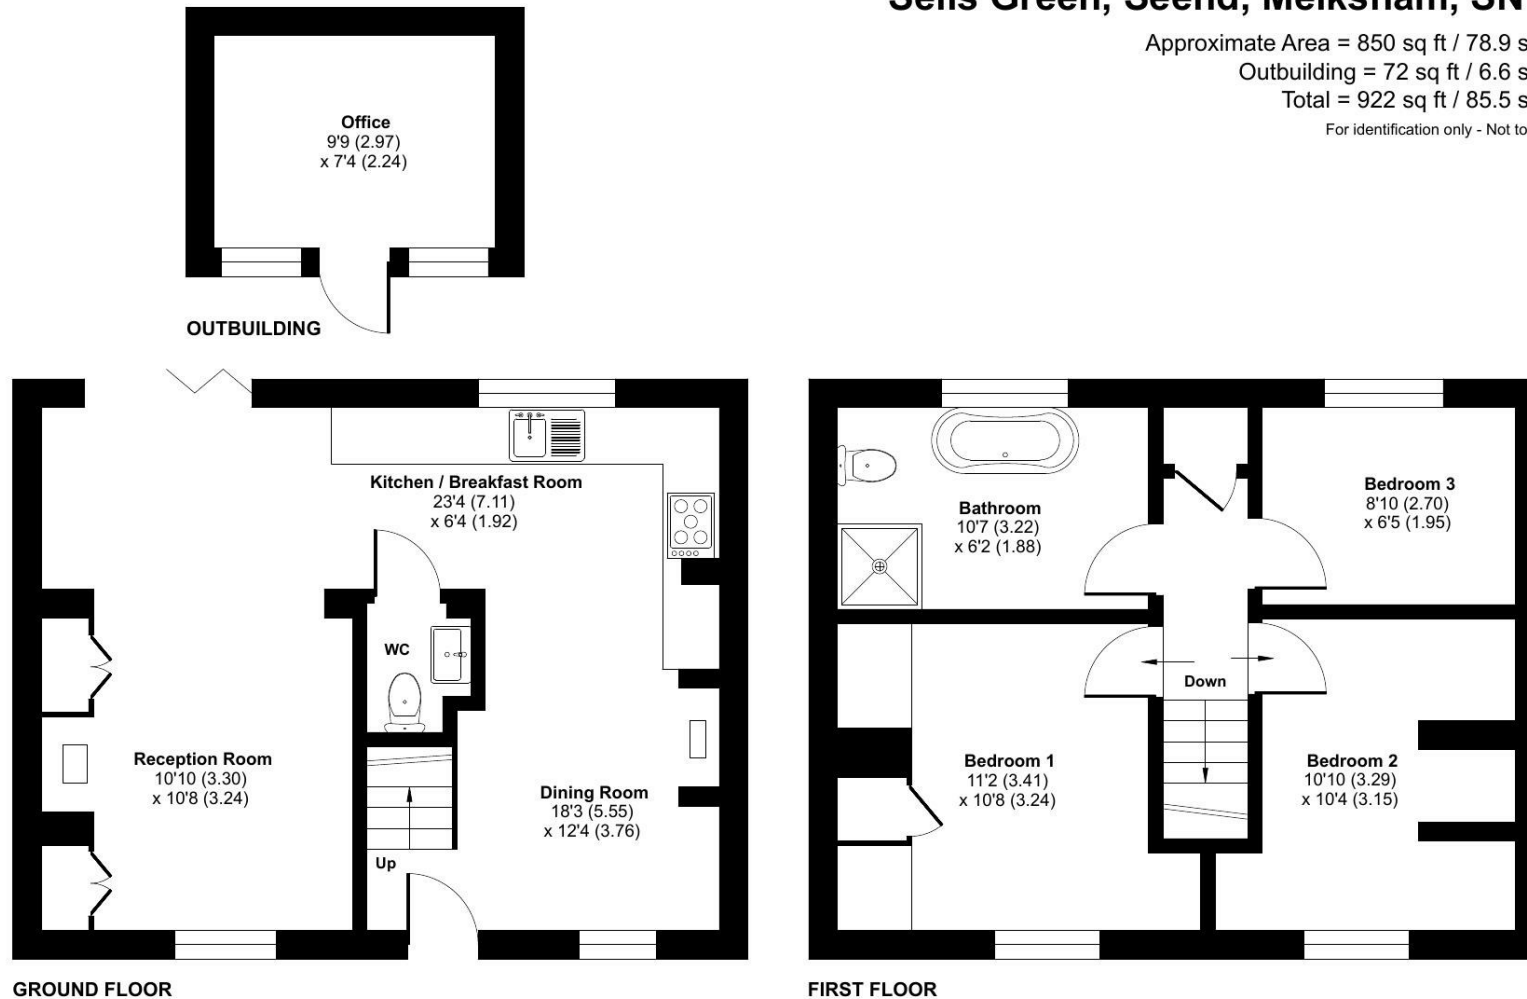 Sells Green, Seend, Melksham, SN
Approximate Area = 850 sq ft / 78.9 s
Outbuilding = 72 sq ft / 6.6 s
Total = 922 sq ft / 85.5 s
For identification only - Not to
Office
9'9 (2.97)
x 7'4 (2.24)
OUTBUILDING
Kitchen / Breakfast Room
23'4 (7.11)
x 6'4 (1.92)
WC
Reception Room
10'10 (3.30)
x 10'8 (3.24)
Dining Room
18'3 (5.55)
x 12'4 (3.76)
Up
GROUND FLOOR
Bathroom
10'7 (3.22)
x 6'2 (1.88)
Bedroom 3
8'10 (2.70)
x 6'5 (1.95)
Down
Bedroom 1
11'2 (3.41)
x 10'8 (3.24)
Bedroom 2
10'10 (3.29)
x 10'4 (3.15)
FIRST FLOOR